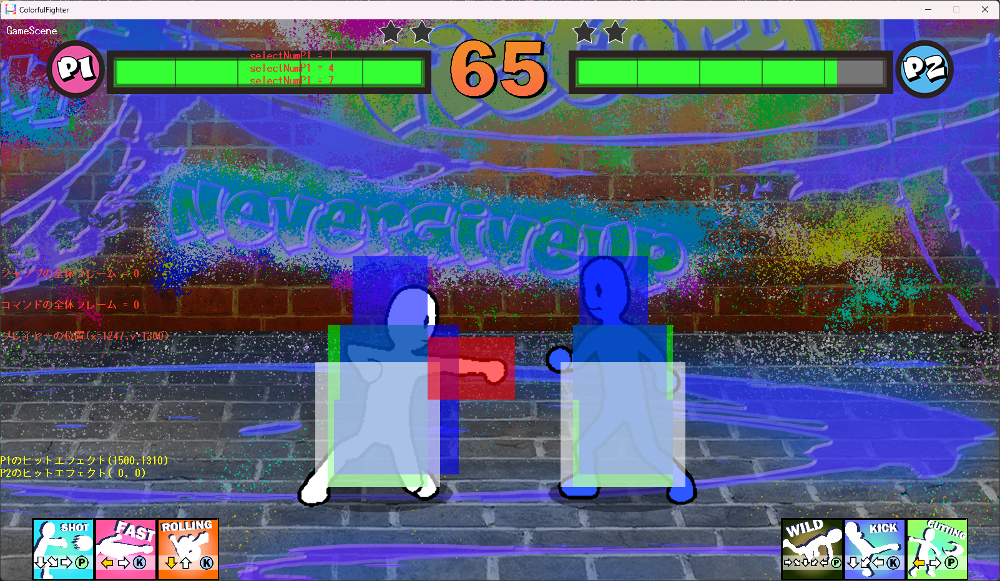 ColorfulFighter
GameScene
P1
selectNumP1 = 1
selectNumP1 = 4
selectNumP1 = 7
65
P2
NeverGiveUp
ジャンプの全体フレーム = 0
コマンドの全体フレーム = 0
プレイヤーの位置(x=1247,y=1300)
P1のヒットエフェクト(1500,1310)
P2のヒットエフェクト( 0, 0)
SHOT
P
FAST
K
ROLLING
K
WILD
P
KICK
K
CUTTING
P